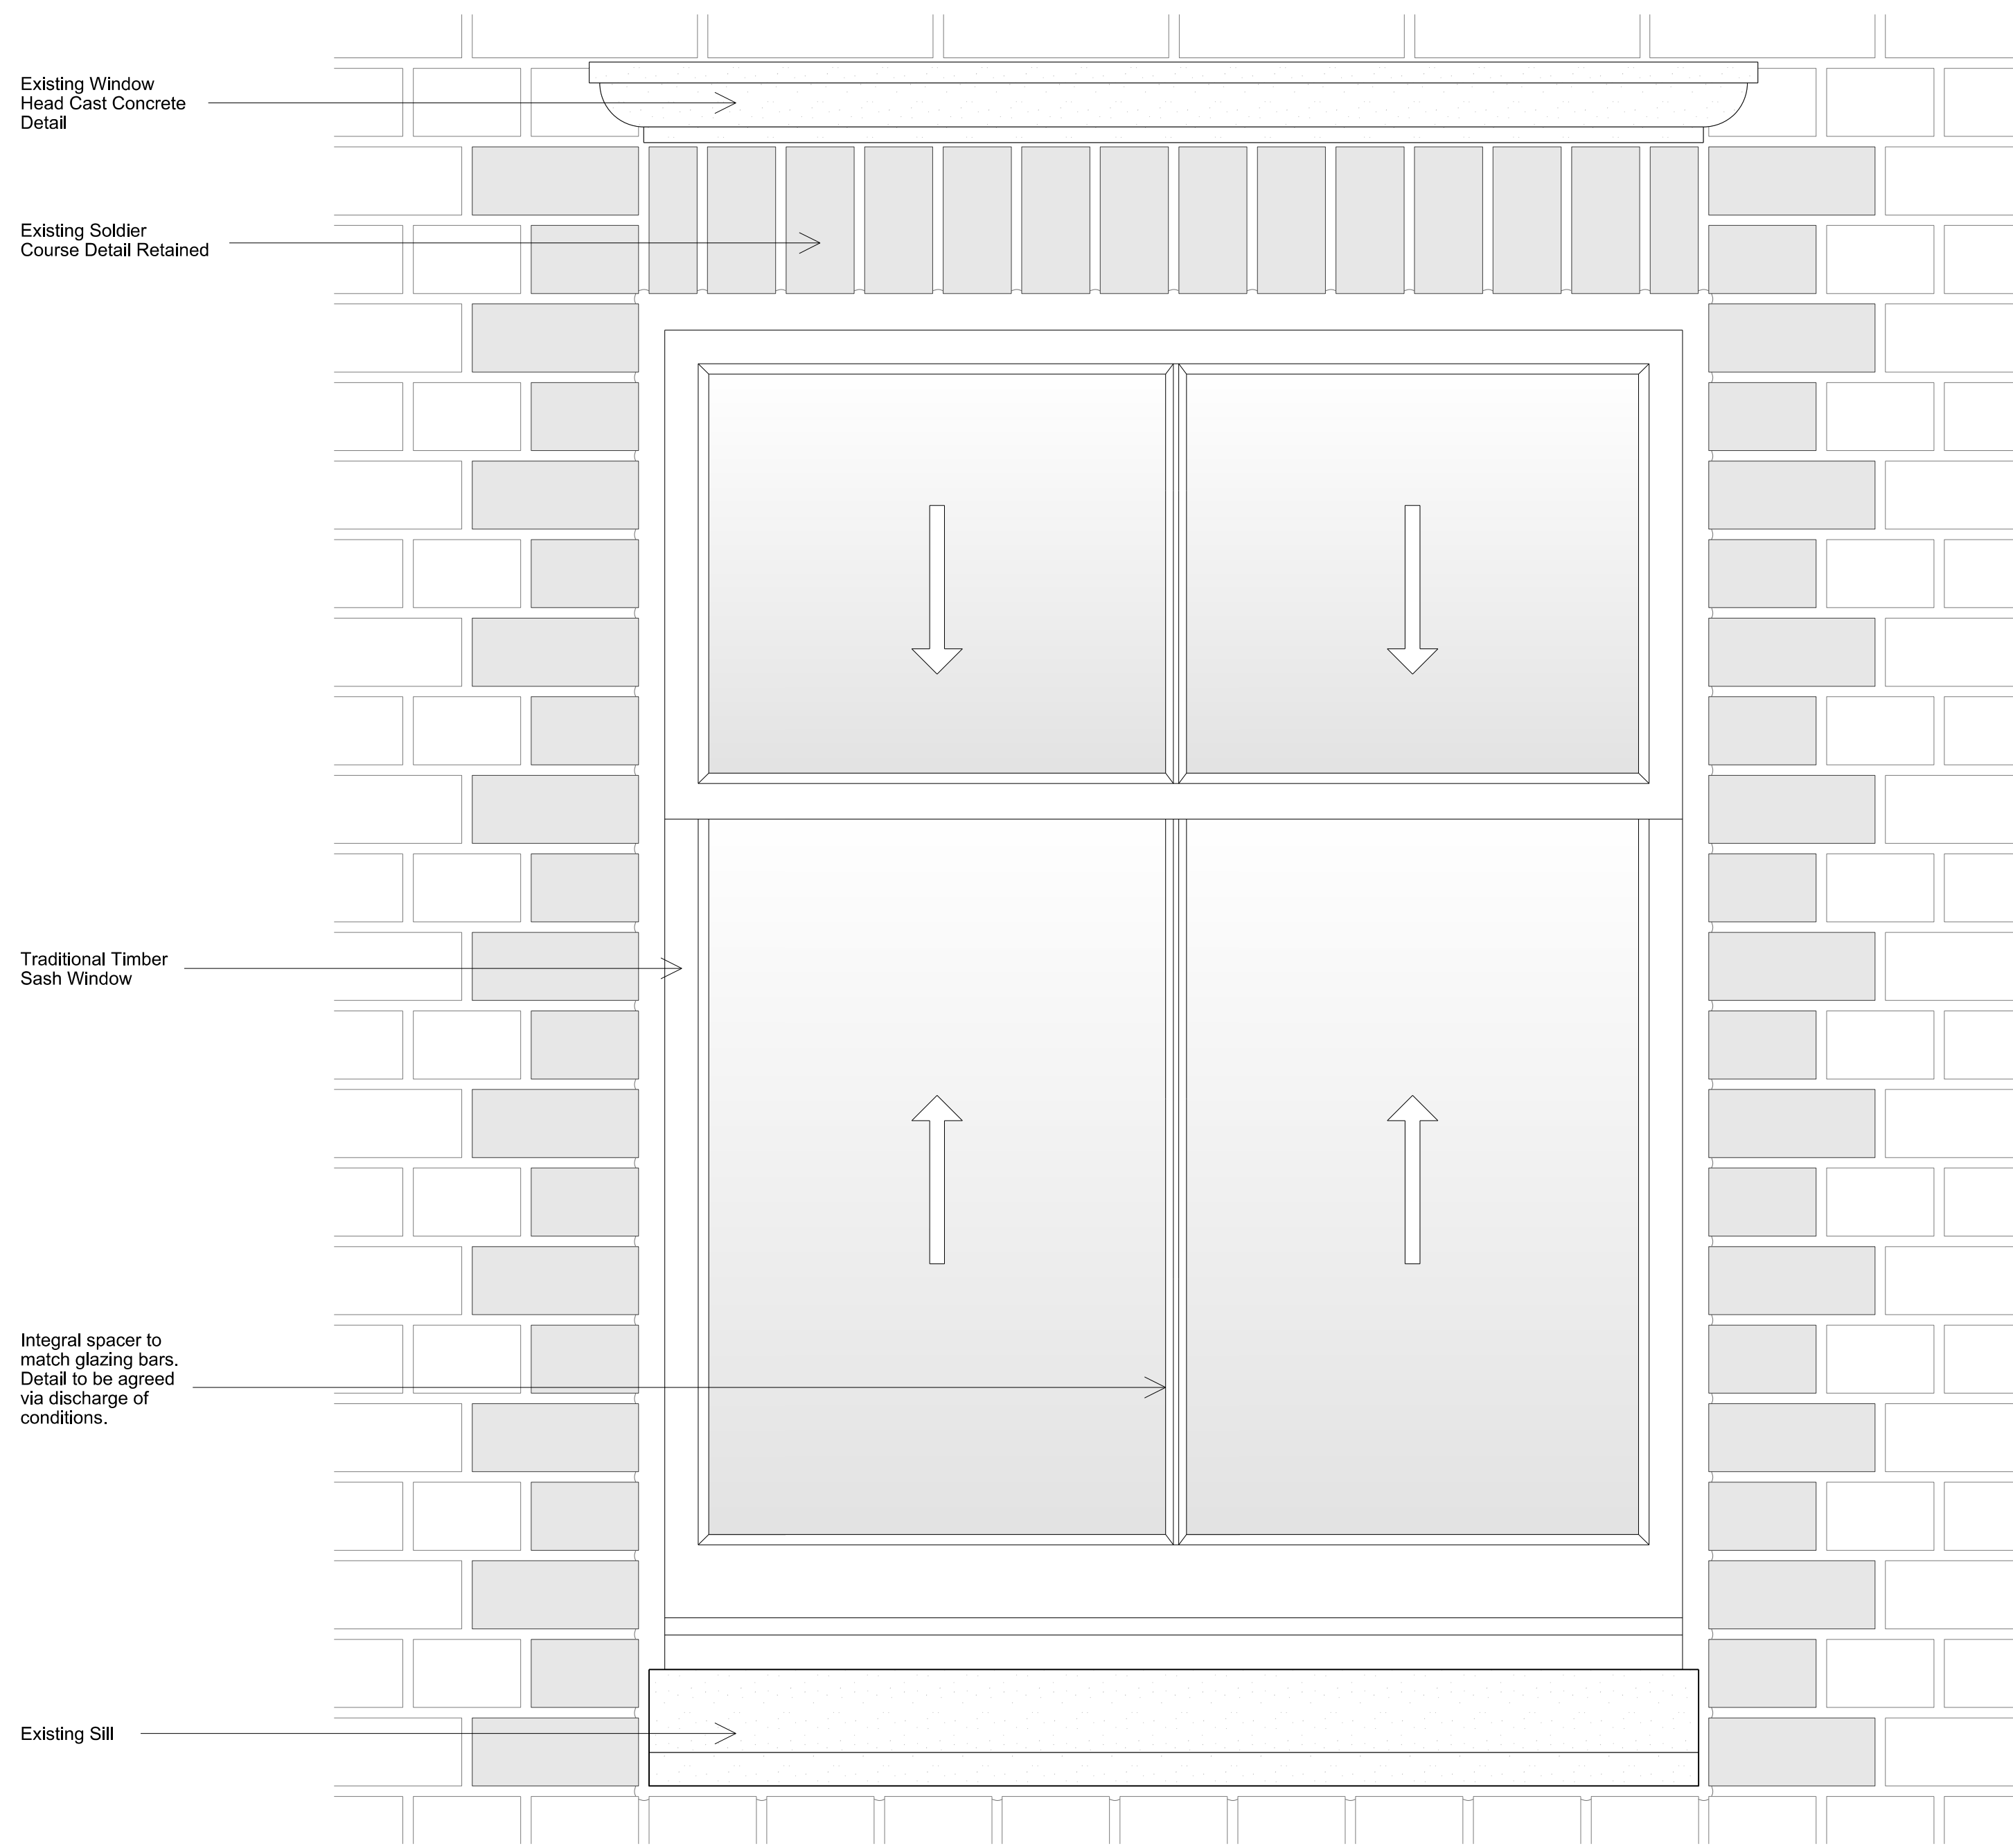 Existing Window
Head Cast Concrete
Detail
Existing Soldier
Course Detail Retained
Traditional Timber
Sash Window
Integral spacer to
match glazing bars.
Detail to be agreed
via discharge of
conditions.
Existing Sill